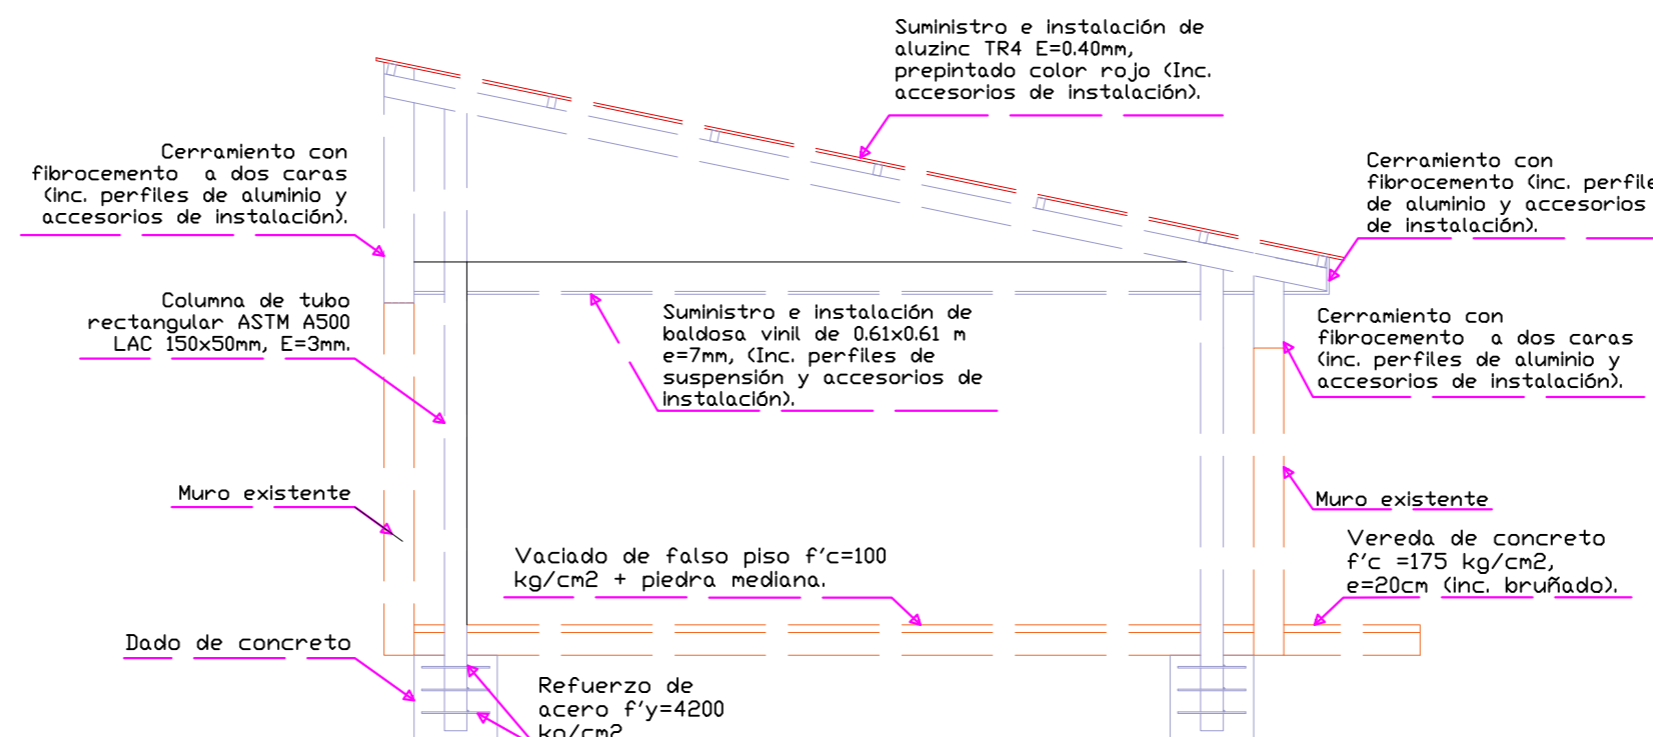 Suministro e instalación de
aluzinc TR4 E=0.40mm,
prepintado color rojo (Inc.
accesorios de instalación).
Cerramiento con
fibrocemento a dos caras
(inc. perfiles de aluminio y
accesorios de instalación).
Cerramiento con
fibrocemento (inc. perfile
de aluminio y accesorios
de instalación).
Columna de tubo
rectangular ASTM A500
LAC 150x50mm, E=3mm.
Suministro e instalación de
baldosa vinil de 0.61x0.61 m
e=7mm, (Inc. perfiles de
suspensión y accesorios de
instalación).
Cerramiento con
fibrocemento a dos caras
(inc. perfiles de aluminio y
accesorios de instalación).
Muro existente
Muro existente
Vaciado de falso piso f'c=100
kg/cm2 + piedra mediana.
Vereda de concreto
f'c =175 kg/cm2,
e=20cm (inc. bruñado).
Dado de concreto
Refuerzo de
acero f'y=4200
kg/cm2